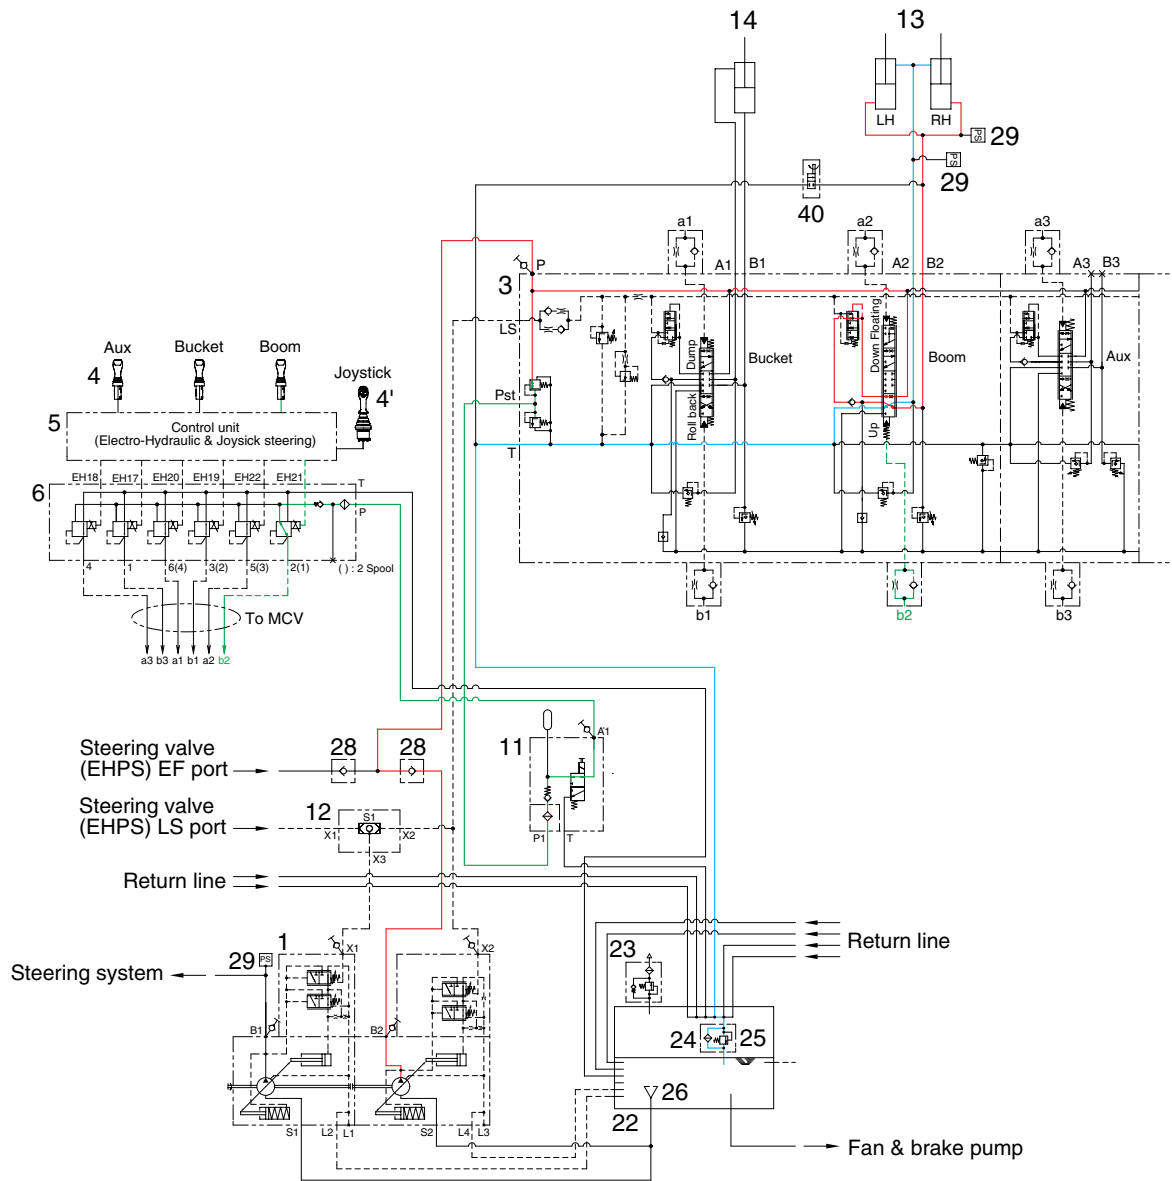 14
13
LH
RH
PS
29
PS
29
40
a1
a2
a3
A1
B1
A2
B2
A3
B3
P
3
LS
Dump
Bucket
Roll back
Down Floating
Boom
Up
Aux
Pst
T
Aux
Bucket
Boom
Joystick
4
4'
5
Control unit
(Electro-Hydraulic & Joysick steering)
EH18
EH17
EH20
EH19
EH22
EH21
6
T
P
4
1
6(4)
3(2)
5(3)
2(1)
( ) : 2 Spool
To MCV
a3 b3 a1 b1 a2 b2
b1
b2
b3
11
A1
P1
T
Steering valve
(EHPS) EF port
28
28
Steering valve
(EHPS) LS port
12
S1
X1
X2
X3
Return line
Return line
1
X1
X2
29
PS
Steering system
B1
B2
S1
L2
L1
S2
L4
L3
23
24
25
26
22
Fan & brake pump